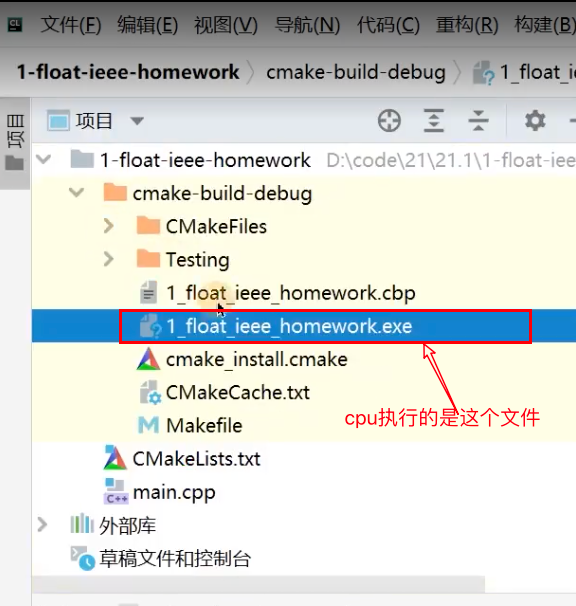 CL 文件(F) 编辑(E) 视图(V) 导航(N) 代码(C) 重构(R) 构建(B)
1-float-ieee-homework cmake-build-debug 1_float_i
项目
项目
1-float-ieee-homework D:\code\21\21.1\1-float-iee
cmake-build-debug
CMakeFiles
Testing
1_float_ieee_homework.cbp
1_float_ieee_homework.exe
cmake_install.cmake
cpu执行的是这个文件
CMakeCache.txt
Makefile
CMakeLists.txt
C++ main.cpp
外部库
草稿文件和控制台